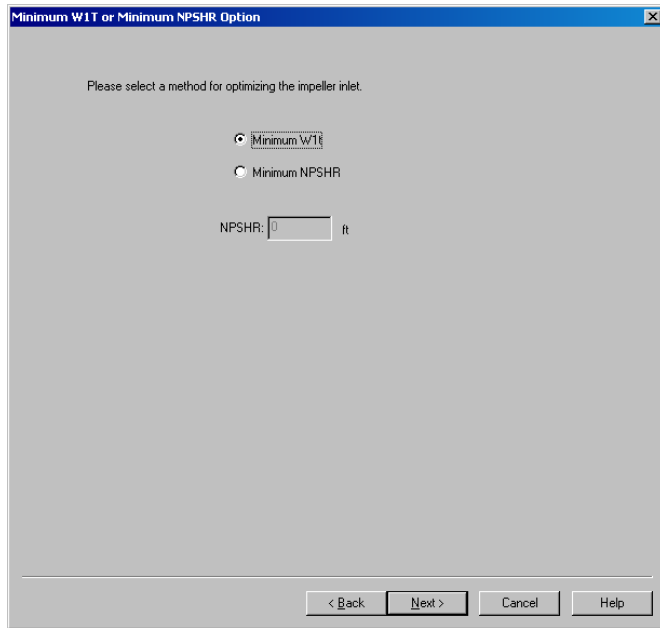 Minimum W1T or Minimum NPSHR Option
Please select a method for optimizing the impeller inlet.
Minimum W1t
Minimum NPSHR
NPSHR: 0 ft
< Back Next > Cancel Help